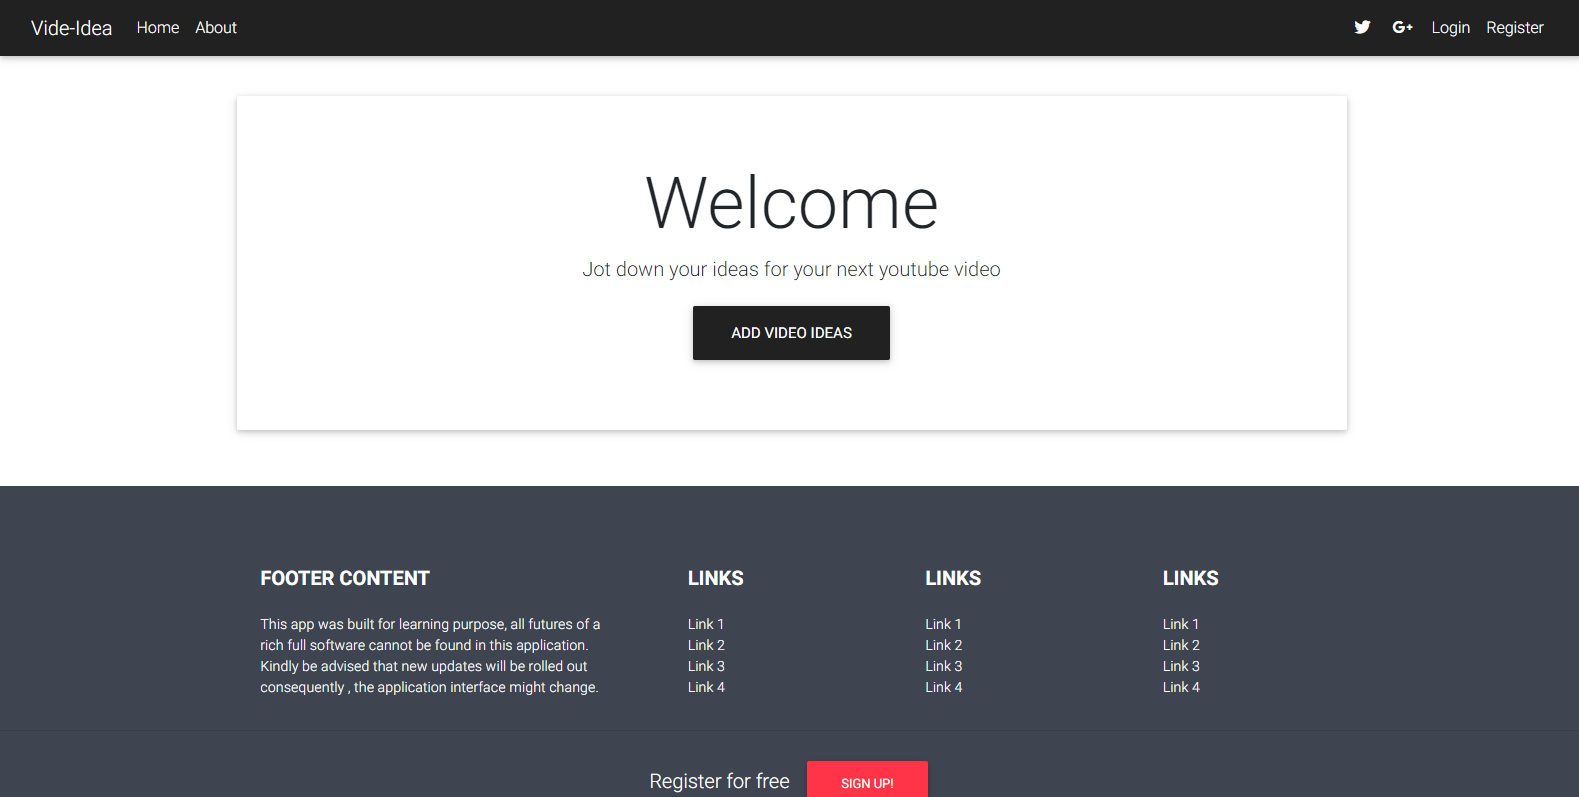 Vide-Idea Home About G+ Login Register
Welcome
Jot down your ideas for your next youtube video
ADD VIDEO IDEAS
FOOTER CONTENT
This app was built for learning purpose, all futures of a
rich full software cannot be found in this application.
Kindly be advised that new updates will be rolled out
consequently , the application interface might change.
LINKS
Link 1
Link 2
Link 3
Link 4
LINKS
Link 1
Link 2
Link 3
Link 4
LINKS
Link 1
Link 2
Link 3
Link 4
Register for free SIGN UP!